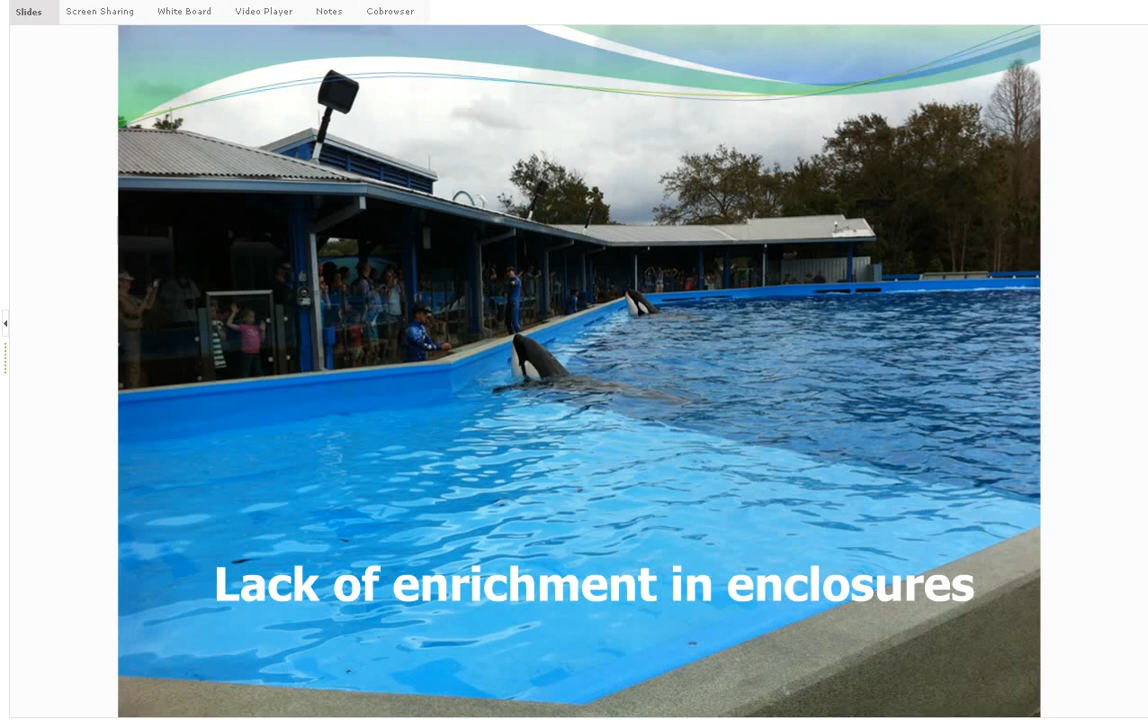 Slides Screen Sharing White Board Video Player Notes Cobrowser
Lack of enrichment in enclosures